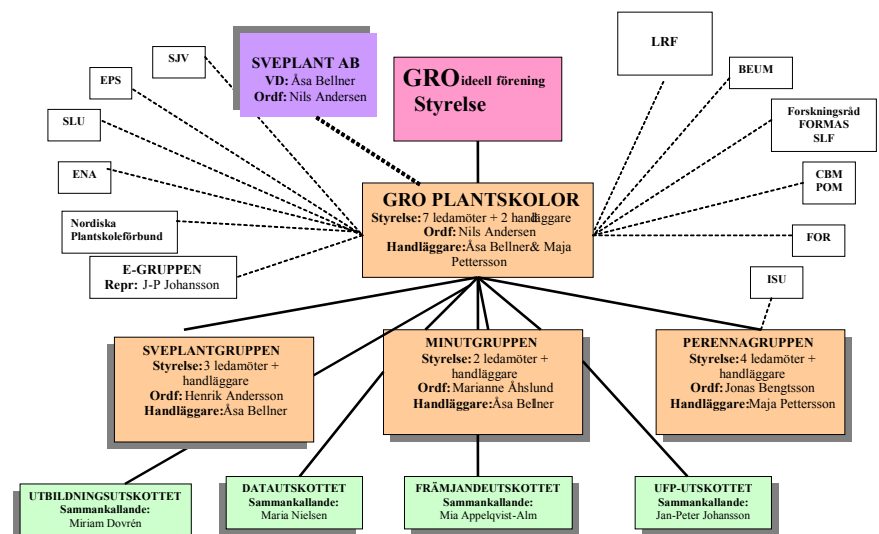 SJV
EPS
SLU
ENA
Nordiska
Plantskoleförbund
E-GRUPPEN
Repr: J-P Johansson
SVEPLANT AB
VD: Åsa Bellner
Ordf: Nils Andersen
GRO ideell förening
Styrelse
LRF
BEUM
Forskningsråd
FORMAS
SLF
CBM
POM
FOR
ISU
GRO PLANTSKOLOR
Styrelse: 7 ledamöter + 2 handläggare
Ordf: Nils Andersen
Handläggare: Åsa Bellner & Maja
Pettersson
SVEPLANTGRUPPEN
Styrelse: 3 ledamöter +
handläggare
Ordf: Henrik Andersson
Handläggare: Åsa Bellner
MINUTGRUPPEN
Styrelse: 2 ledamöter +
handläggare
Ordf: Marianne Åhslund
Handläggare: Åsa Bellner
PERENNAGRUPPEN
Styrelse: 4 ledamöter +
handläggare
Ordf: Jonas Bengtsson
Handläggare: Maja Pettersson
UTBILDNINGSUTSKOTTET
Sammankallande:
Miriam Dovrén
DATAUTSKOTTET
Sammankallande:
Maria Nielsen
FRÄMJANDEUTSKOTTET
Sammankallande:
Mia Appelqvist-Alm
UFP-UTSKOTTET
Sammankallande:
Jan-Peter Johansson